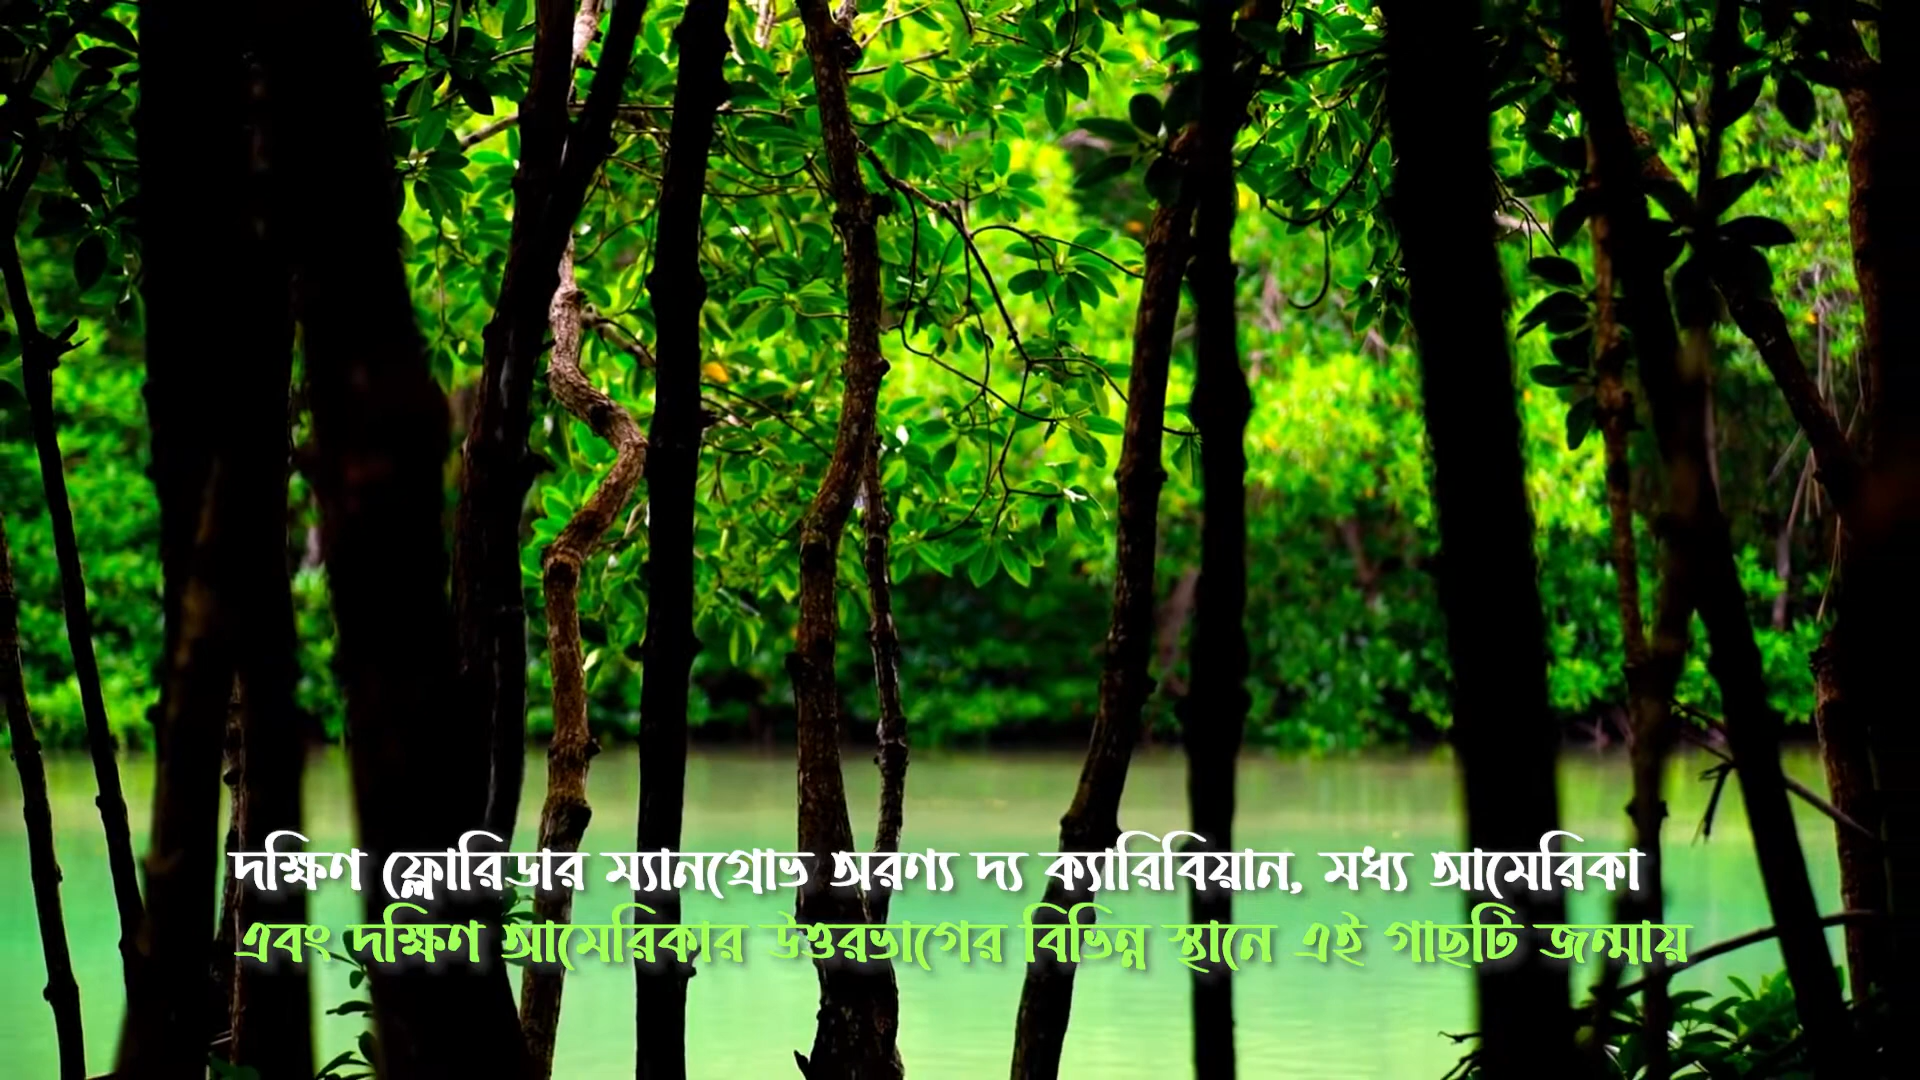 দক্ষিণ ফ্লোরিডার ম্যানগ্রোভ অরণ্য দ্য ক্যারিবিয়ান, মধ্য আমেরিকা
এবং দক্ষিণ আমেরিকার উত্তরভাগের বিভিন্ন স্থানে এই গাছটি জন্মায়